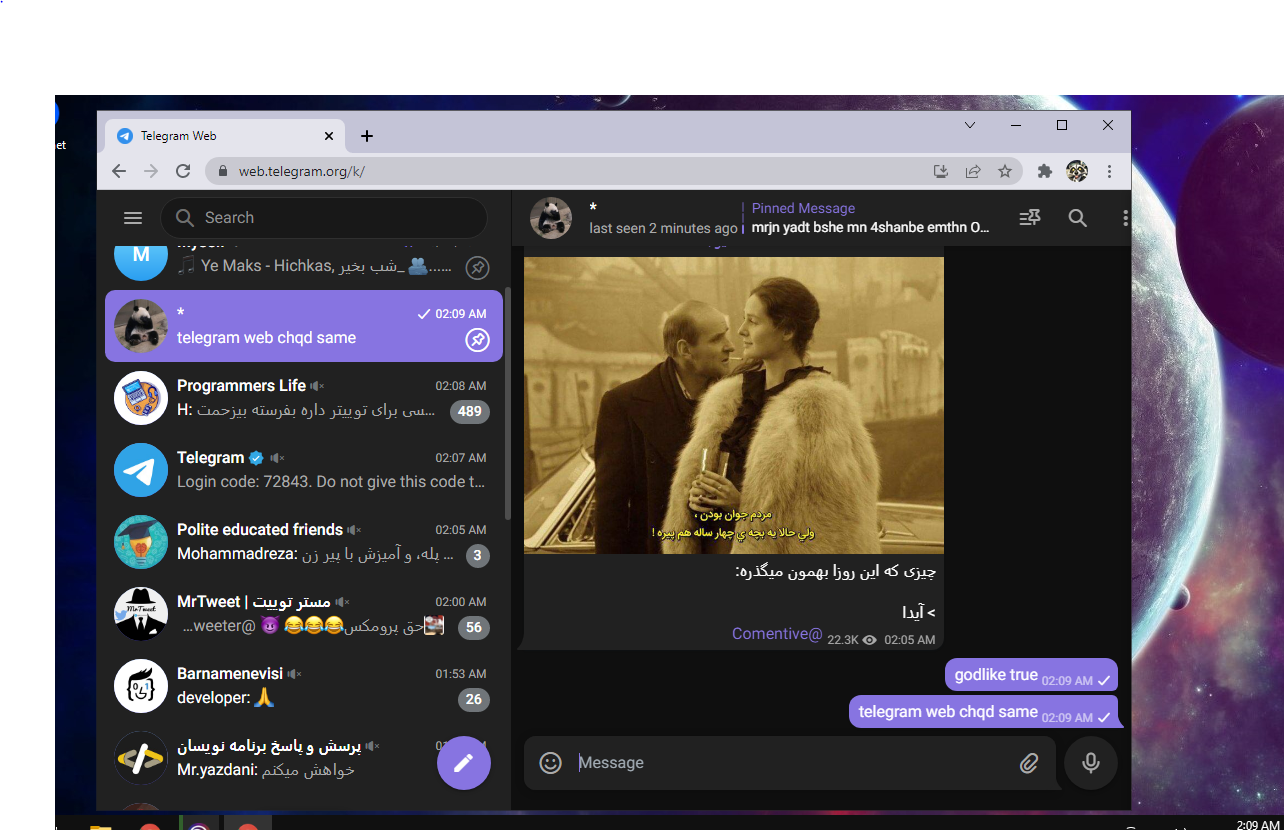 et
Telegram Web
web.telegram.org/k/
Search
*
last seen 2 minutes ago
Pinned Message
mrjn yadt bshe mn 4shanbe emthn O...
M
Ye Maks - Hichkas, شب بخیر_ ......
*
02:09 AM
telegram web chqd same
Programmers Life
02:08 AM
H: سی برای توییتر داره بفرسته بیزحمت...
489
Telegram
02:07 AM
Login code: 72843. Do not give this code t...
Polite educated friends
02:05 AM
Mohammadreza: پله، و آمیزش با پیر زن ...
3
MrTweet | مستر توییت
02:00 AM
...weeter@ 😈 😂😂😂حق پرومکس
56
Barnamenevisi
01:53 AM
developer: 🙏
26
پرسش و پاسخ برنامه نویسان
Mr.yazdani: خواهش میکنم
مردم جوان بودن ،
ولي حالا يه بچه ي چهار ساله هم پيره !
چیزی که این روزا بهمون میگذره:
> آیدا
Comentive@ 22.3K 02:05 AM
godlike true 02:09 AM
telegram web chqd same 02:09 AM
Message
2:09 AM